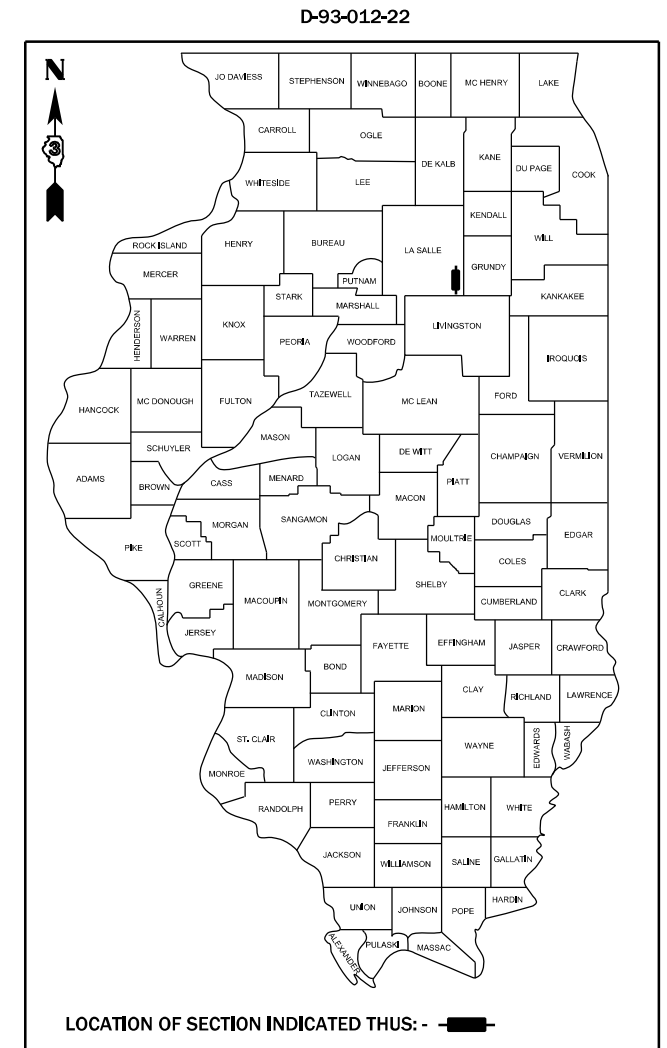 D-93-012-22
N
3
JO DAVIESS STEPHENSON WINNEBAGO BOONE MC HENRY LAKE
CARROLL OGLE
DE KALB KANE DU PAGE COOK
WHITESIDE LEE
KENDALL
ROCK ISLAND HENRY BUREAU LA SALLE WILL
MERCER PUTNAM GRUNDY
STARK MARSHALL KANKAKEE
HENDERSON WARREN KNOX PEORIA WOODFORD LIVINGSTON
IROQUOIS
HANCOCK MC DONOUGH FULTON TAZEWELL MC LEAN FORD
MASON
SCHUYLER LOGAN DE WITT CHAMPAIGN VERMILION
ADAMS BROWN CASS MENARD MACON PIATT
MORGAN SANGAMON DOUGLAS
PIKE SCOTT CHRISTIAN MOULTRIE COLES EDGAR
GREENE SHELBY CLARK
CALHOUN MACOUPIN MONTGOMERY CUMBERLAND
JERSEY FAYETTE EFFINGHAM JASPER CRAWFORD
MADISON BOND
CLAY RICHLAND LAWRENCE
CLINTON MARION
ST. CLAIR WAYNE EDWARDS WABASH
MONROE WASHINGTON JEFFERSON
RANDOLPH PERRY HAMILTON WHITE
FRANKLIN
JACKSON WILLIAMSON SALINE GALLATIN
UNION JOHNSON POPE HARDIN
ALEXANDER PULASKI MASSAC
LOCATION OF SECTION INDICATED THUS: -